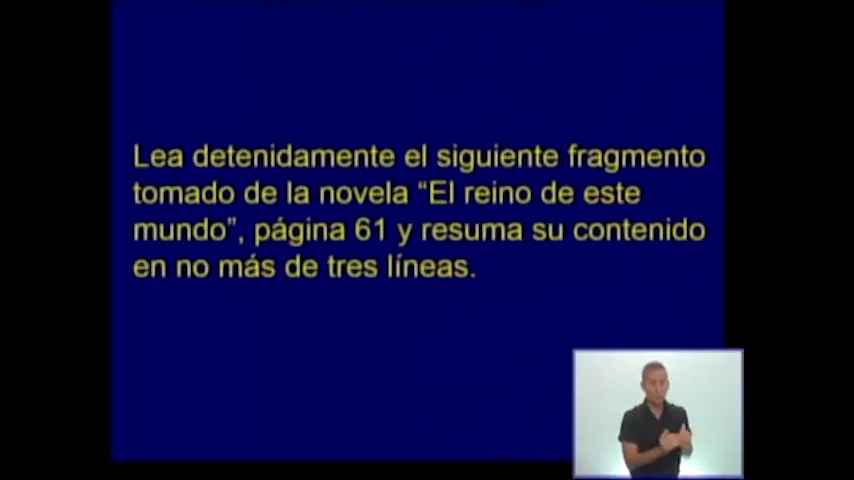 Lea detenidamente el siguiente fragmento
tomado de la novela “El reino de este
mundo”, página 61 y resuma su contenido
en no más de tres líneas.